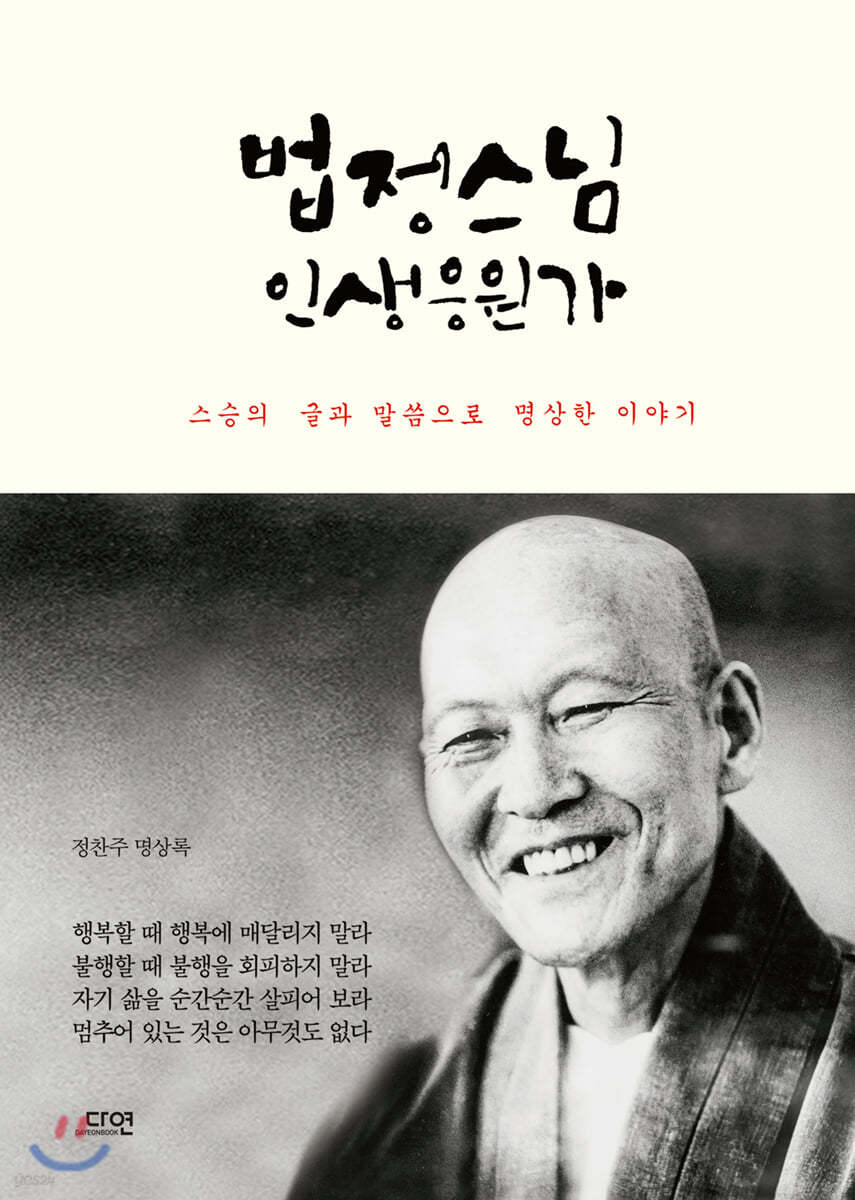 법정스님
인생응원가
스승의 글과 말씀으로 명상한 이야기
정찬주 명상록
행복할 때 행복에 매달리지 말라
불행할 때 불행을 회피하지 말라
자기 삶을 순간순간 살피어 보라
멈추어 있는 것은 아무것도 없다
다연
DAYEONBOOK
yes24